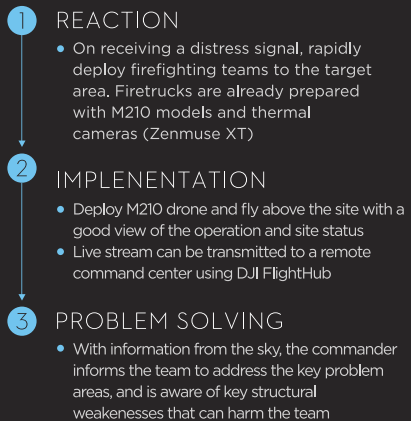 1 REACTION
• On receiving a distress signal, rapidly
deploy firefighting teams to the target
area. Firetrucks are already prepared
with M210 models and thermal
cameras (Zenmuse XT)
2
IMPLENENTATION
• Deploy M210 drone and fly above the site with a
good view of the operation and site status
• Live stream can be transmitted to a remote
command center using DJI FlightHub
3 PROBLEM SOLVING
• With information from the sky, the commander
informs the team to address the key problem
areas, and is aware of key structural
weakenesses that can harm the team